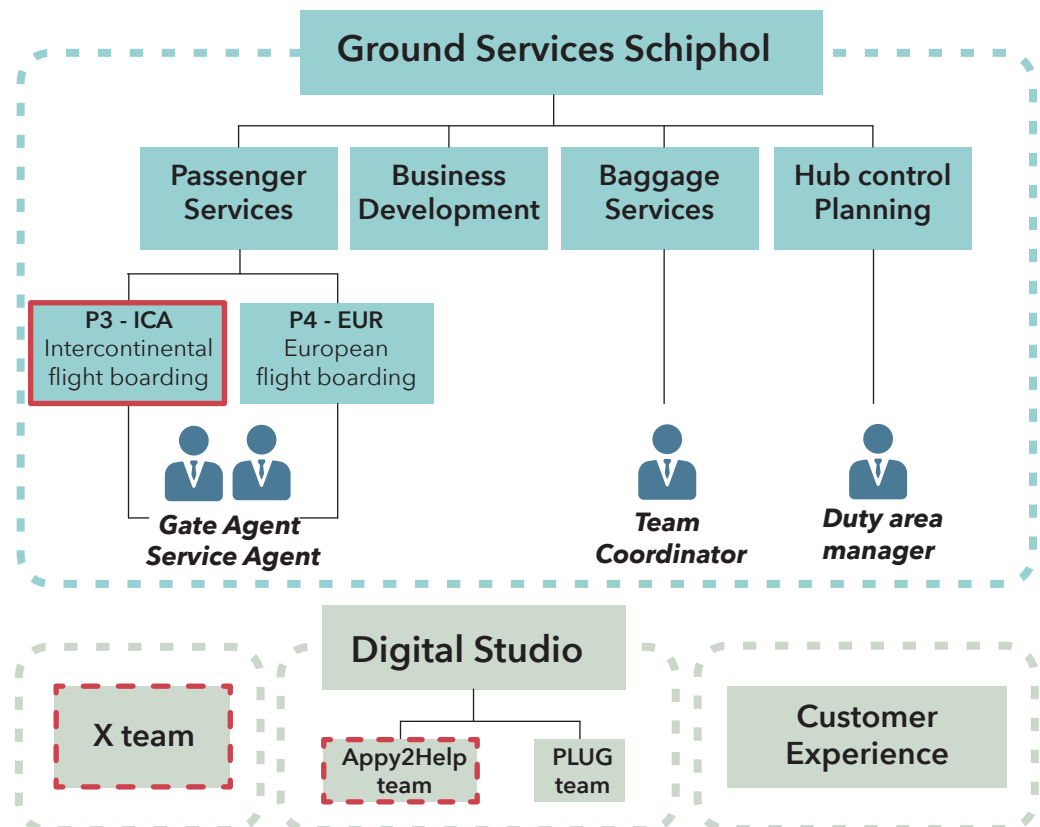 Ground Services Schiphol
Passenger
Services
Business
Development
Baggage
Services
Hub control
Planning
P3 - ICA
Intercontinental
flight boarding
P4 - EUR
European
flight boarding
Gate Agent
Service Agent
Team
Coordinator
Duty area
manager
X team
Digital Studio
Appy2Help
team
PLUG
team
Customer
Experience